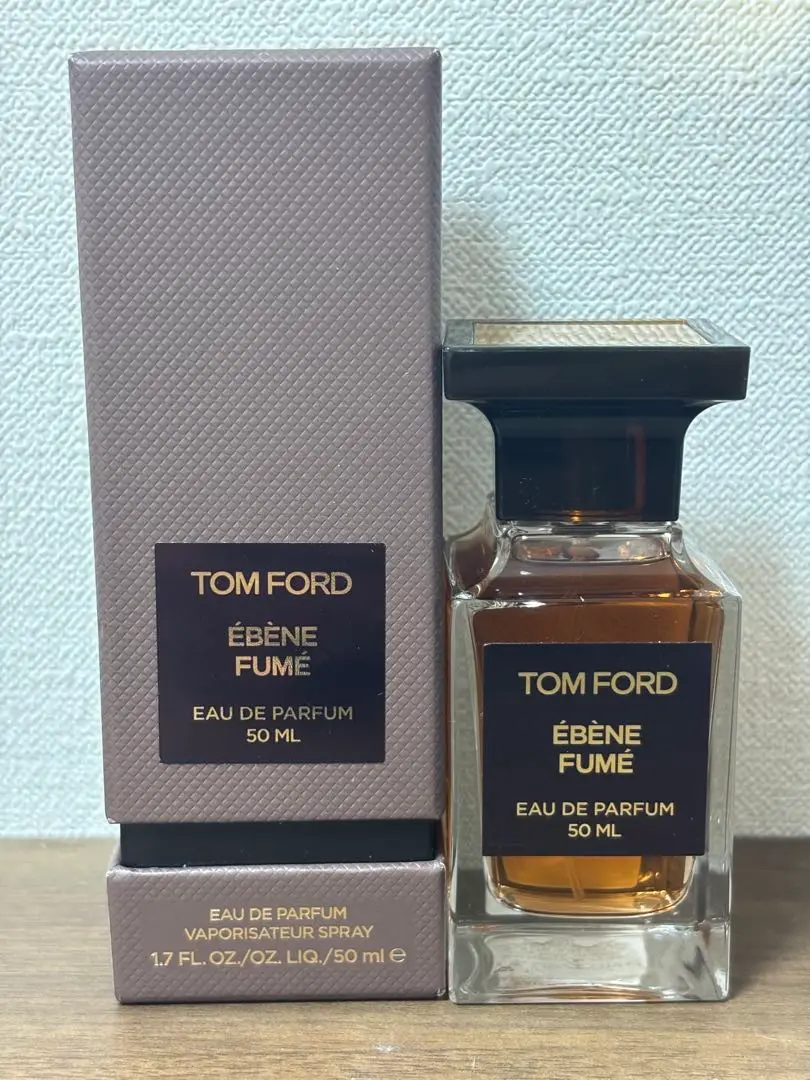 TOM FORD
ÉBÈNE
FUMÉ
EAU DE PARFUM
50 ML
EAU DE PARFUM
VAPORISATEUR SPRAY
1.7 FL. OZ./OZ. LIQ./50 ml ℮
TOM FORD
ÉBÈNE
FUMÉ
EAU DE PARFUM
50 ML